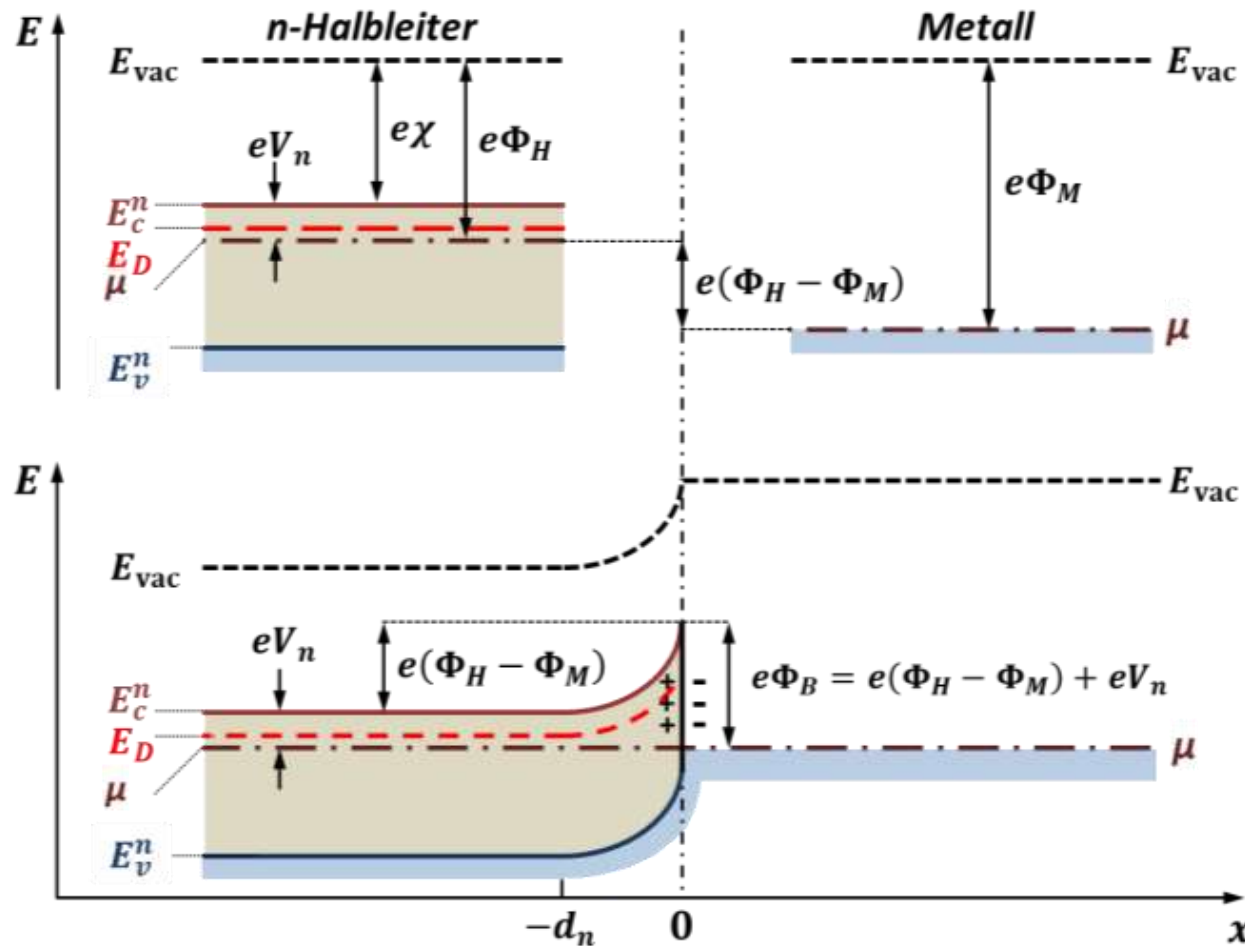 E
n-Halbleiter
Metall
E_vac
E_vac
eV_n
eχ
eΦ_H
eΦ_M
E_c^n
E_D
μ
e(Φ_H − Φ_M)
μ
E_v^n
E
E_vac
E_vac
eV_n
e(Φ_H − Φ_M)
eΦ_B = e(Φ_H − Φ_M) + eV_n
E_c^n
+ -
+ -
+ -
E_D
μ
μ
E_v^n
−d_n
0
x